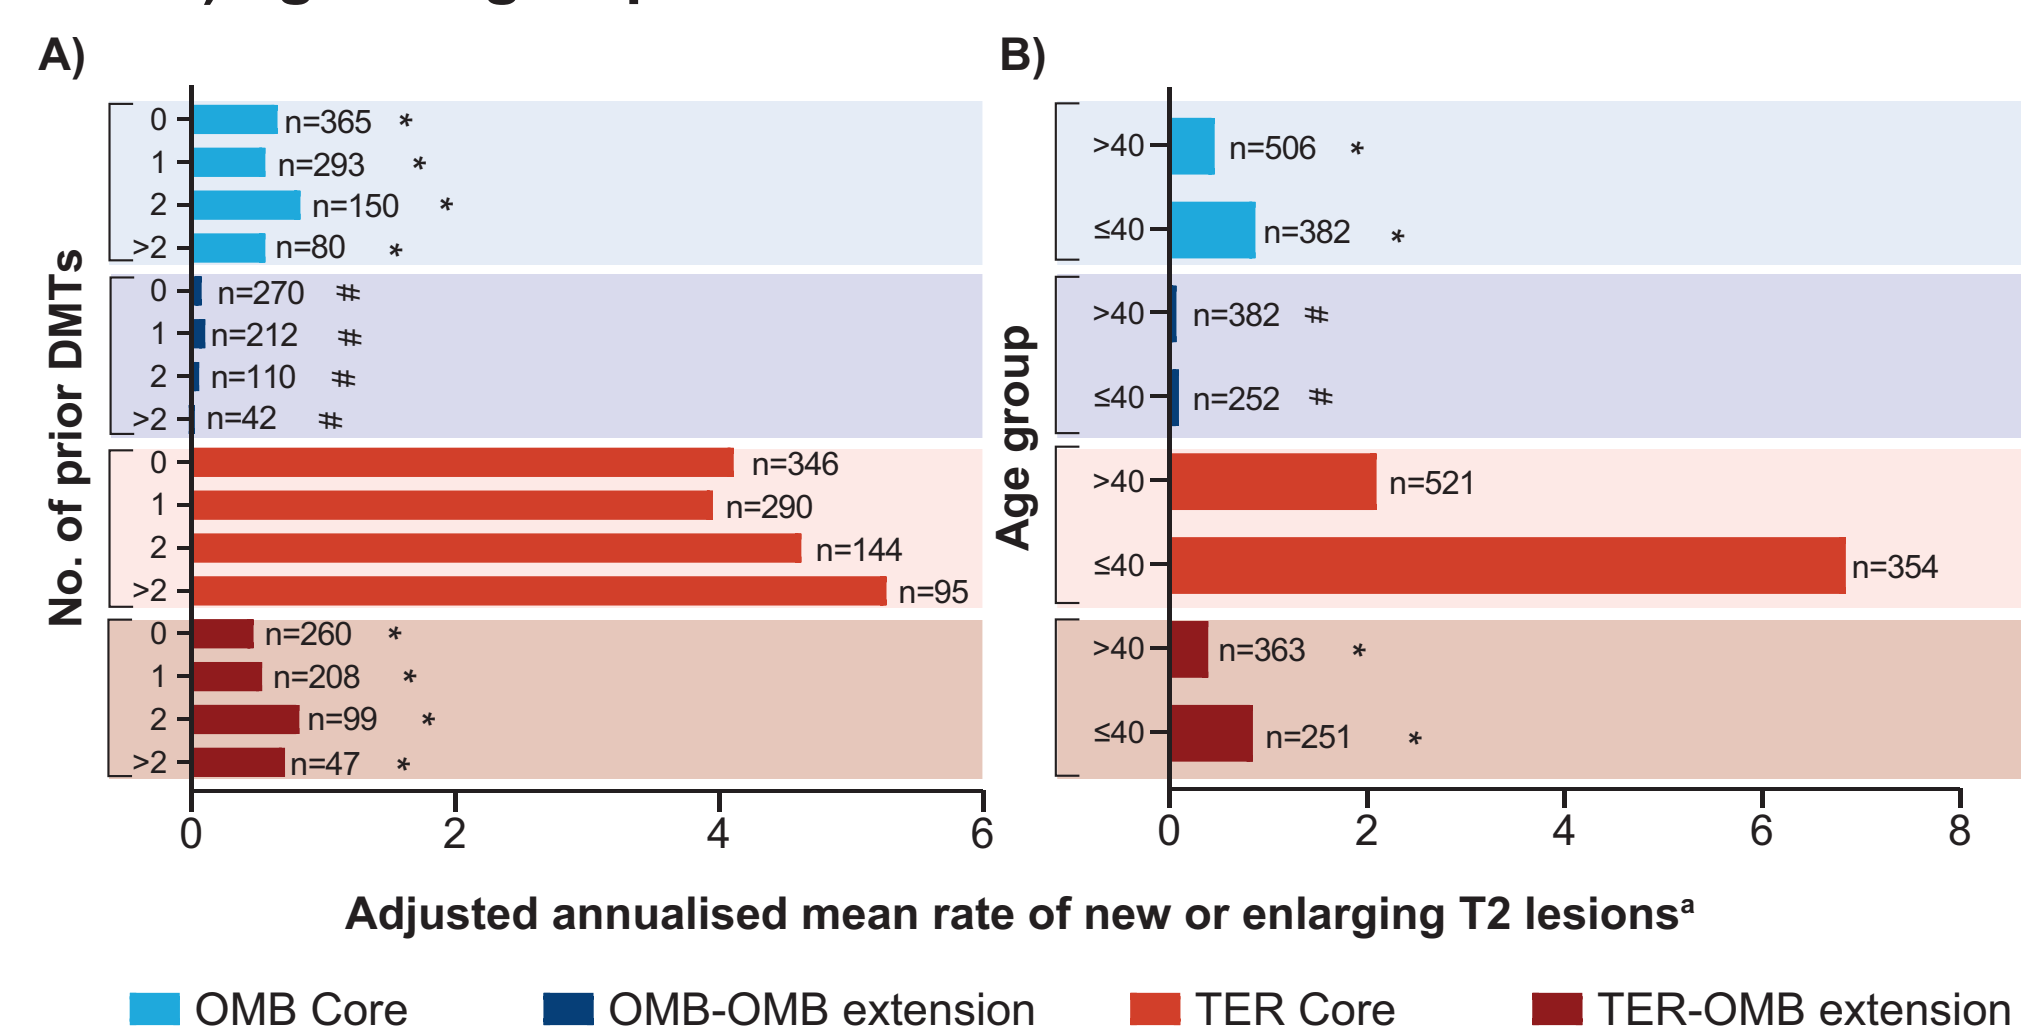 A)
No. of prior DMTs
0 n=365 *
1 n=293 *
2 n=150 *
>2 n=80 *
0 n=270 #
1 n=212 #
2 n=110 #
>2 n=42 #
0 n=346
1 n=290
2 n=144
>2 n=95
0 n=260 *
1 n=208 *
2 n=99 *
>2 n=47 *
0 2 4 6
B)
Age group
>40 n=506 *
≤40 n=382 *
>40 n=382 #
≤40 n=252 #
>40 n=521
≤40 n=354
>40 n=363 *
≤40 n=251 *
0 2 4 6 8
Adjusted annualised mean rate of new or enlarging T2 lesionsª
OMB Core OMB-OMB extension TER Core TER-OMB extension